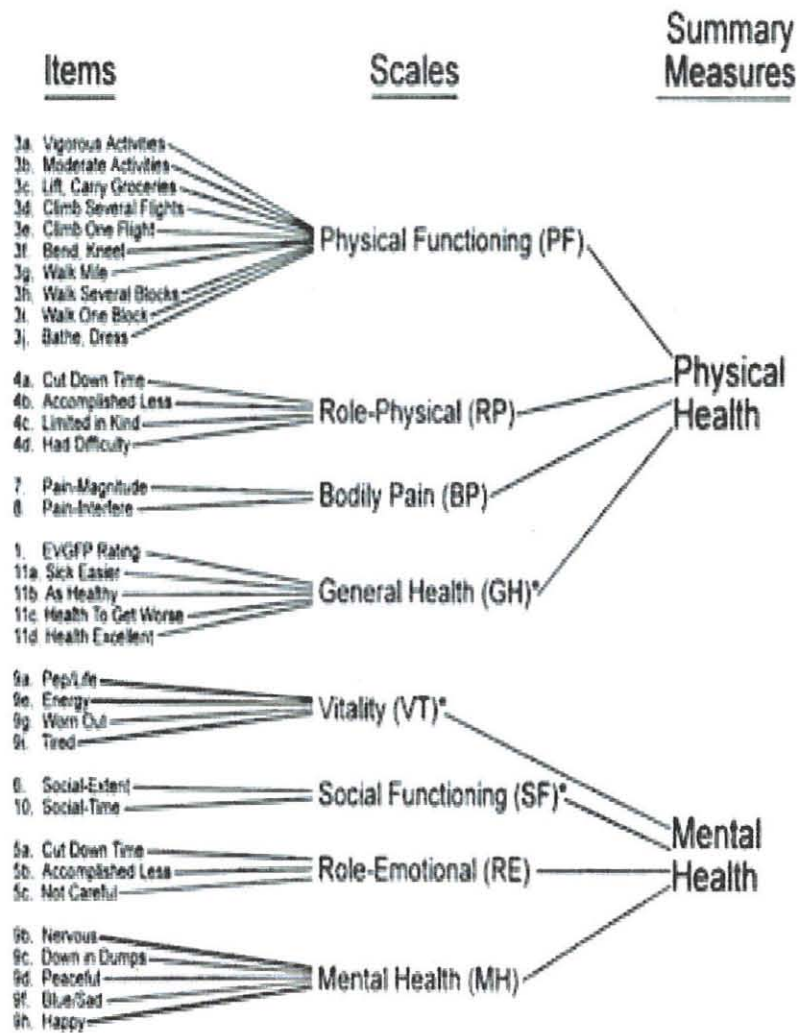 Items
Scales
Summary
Measures
3a. Vigorous Activities
3b. Moderate Activities
3c. Lift, Carry Groceries
3d. Climb Several Flights
3e. Climb One Flight
3f. Bend, Kneel
3g. Walk Mile
3h. Walk Several Blocks
3i. Walk One Block
3j. Bathe, Dress
Physical Functioning (PF)
4a. Cut Down Time
4b. Accomplished Less
4c. Limited in Kind
4d. Had Difficulty
Role-Physical (RP)
7. Pain-Magnitude
8. Pain-Interfere
Bodily Pain (BP)
1. EVGFP Rating
11a. Sick Easier
11b. As Healthy
11c. Health To Get Worse
11d. Health Excellent
General Health (GH)*
Physical
Health
9a. Pep/Life
9e. Energy
9g. Worn Out
9i. Tired
Vitality (VT)*
6. Social-Extent
10. Social-Time
Social Functioning (SF)*
5a. Cut Down Time
5b. Accomplished Less
5c. Not Careful
Role-Emotional (RE)
9b. Nervous
9c. Down in Dumps
9d. Peaceful
9f. Blue/Sad
9h. Happy
Mental Health (MH)
Mental
Health